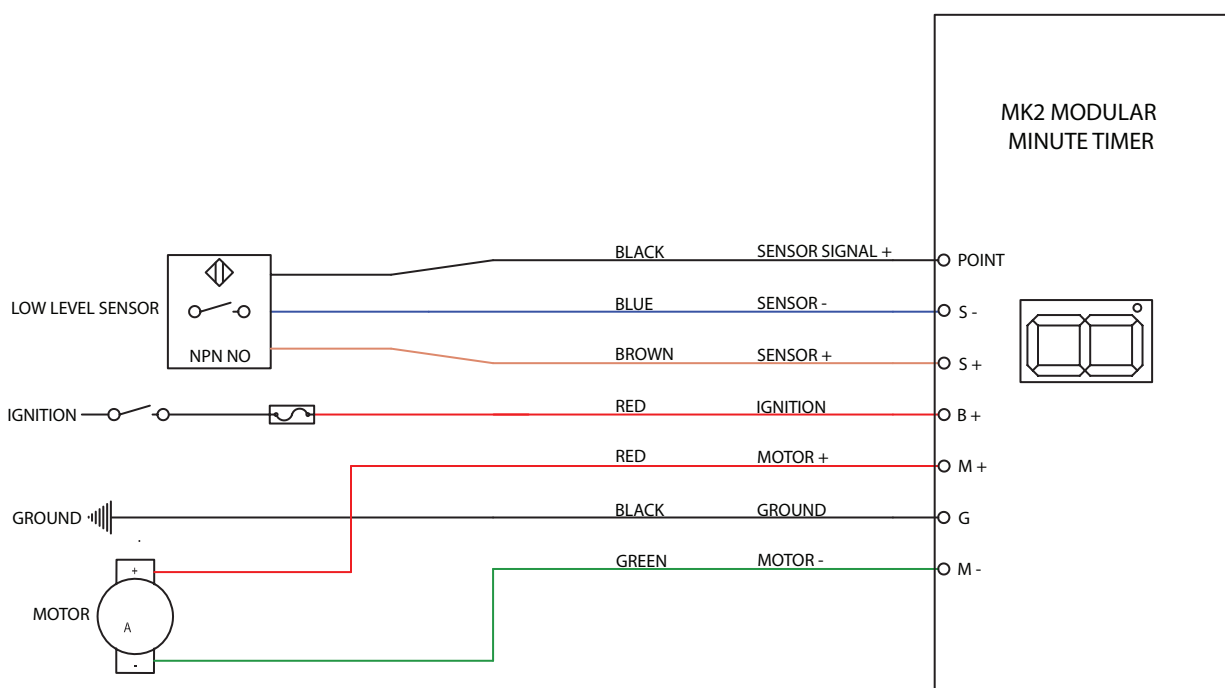 MK2 MODULAR
MINUTE TIMER
BLACK SENSOR SIGNAL + POINT
LOW LEVEL SENSOR BLUE SENSOR - S -
NPN NO BROWN SENSOR + S +
IGNITION RED IGNITION B +
RED MOTOR + M +
GROUND BLACK GROUND G
GREEN MOTOR - M -
+
MOTOR A
-